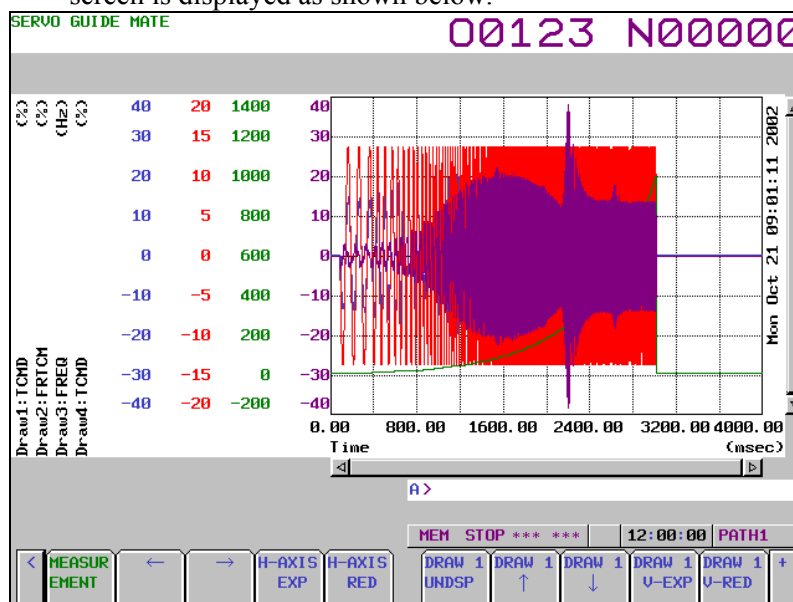 screen is displayed as shown below.
SERVO GUIDE MATE
O0123 N00000
(%) (%) (Hz) (%)
40 20 1400 40
30 15 1200 30
20 10 1000 20
10 5 800 10
0 0 600 0
-10 -5 400 -10
-20 -10 200 -20
-30 -15 0 -30
-40 -20 -200 -40
Draw1:TCMD
Draw2:FRTCM
Draw3:FREQ
Draw4:TCMD
Mon Oct 21 09:01:11 2002
0.00 800.00 1600.00 2400.00 3200.00 4000.00
Time (msec)
A>
MEM STOP *** *** 12:00:00 PATH1
< MEASUR ← → H-AXIS H-AXIS DRAW 1 DRAW 1 DRAW 1 DRAW 1 DRAW 1 +
EMENT EXP RED UNDSP ↑ ↓ V-EXP V-RED